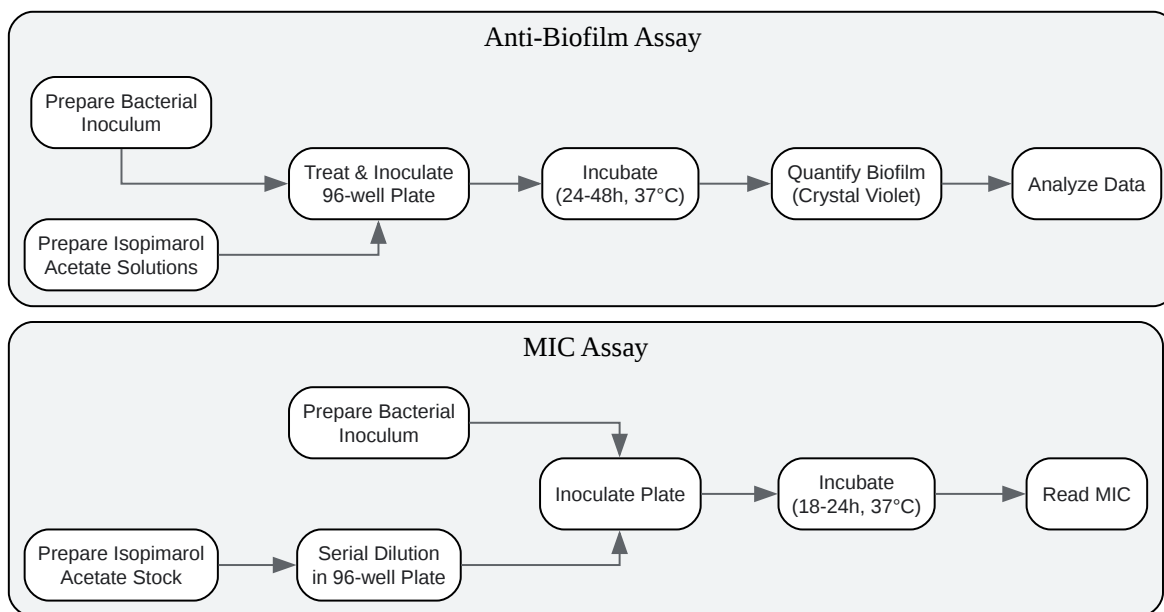 Anti-Biofilm Assay
Prepare Bacterial
Inoculum
Prepare Isopimarol
Acetate Solutions
Treat & Inoculate
96-well Plate
Incubate
(24-48h, 37°C)
Quantify Biofilm
(Crystal Violet)
Analyze Data
MIC Assay
Prepare Bacterial
Inoculum
Prepare Isopimarol
Acetate Stock
Serial Dilution
in 96-well Plate
Inoculate Plate
Incubate
(18-24h, 37°C)
Read MIC